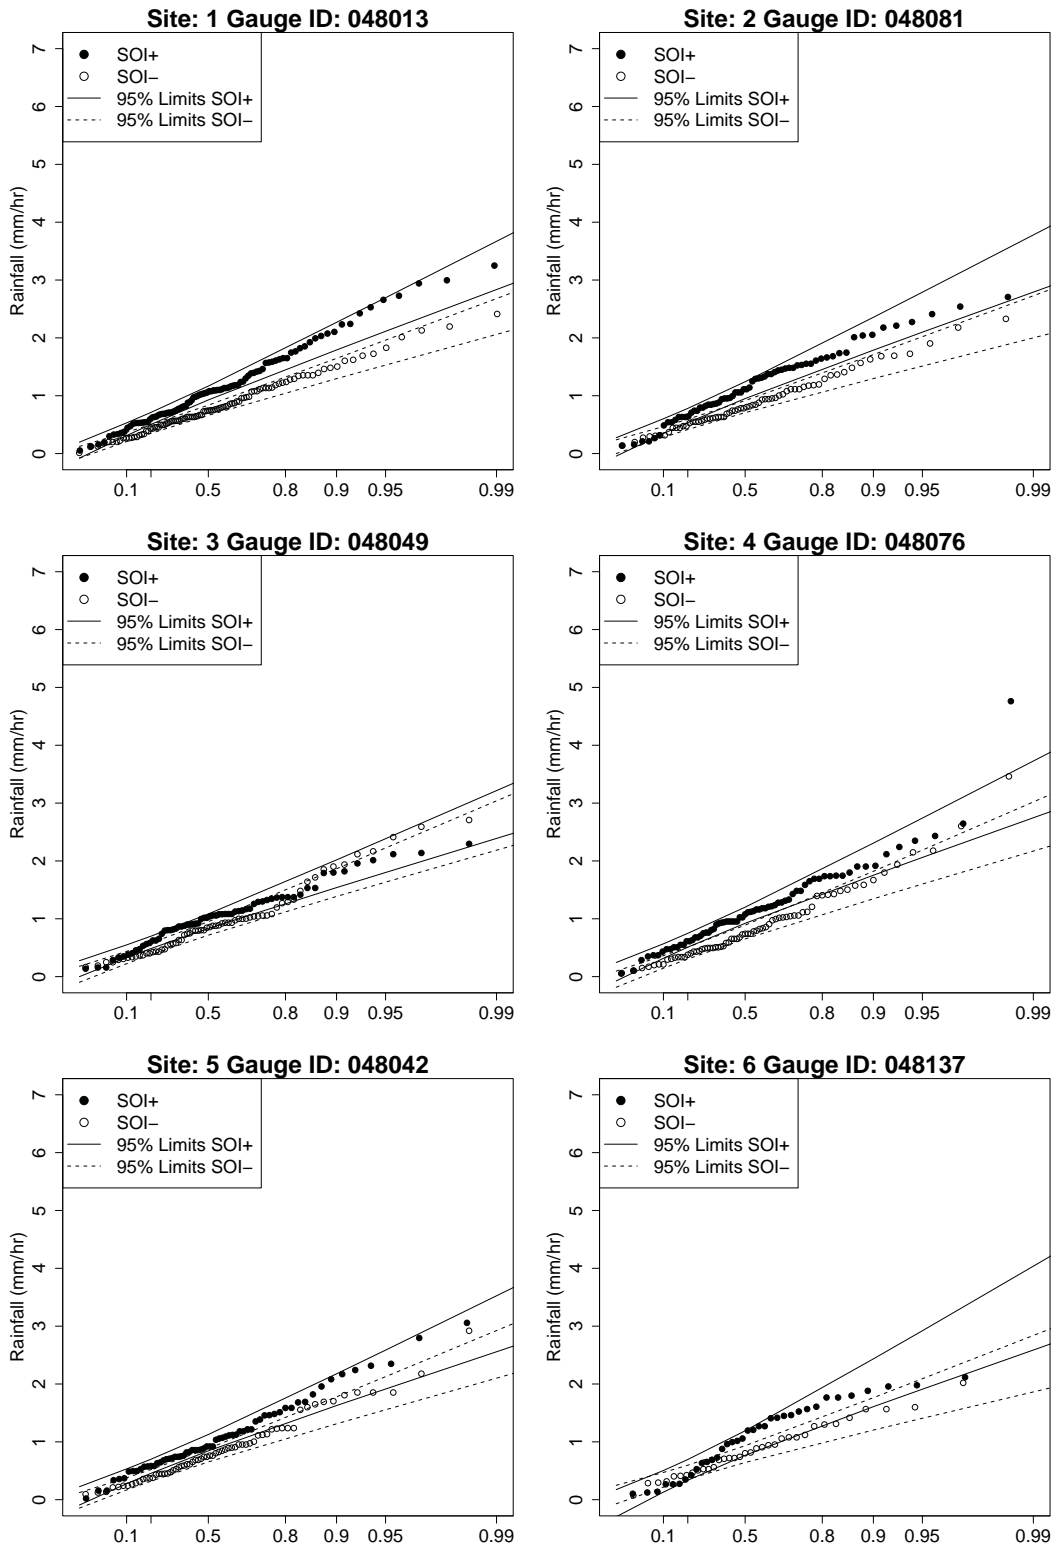 Site: 1 Gauge ID: 048013
SOI+
SOI−
95% Limits SOI+
95% Limits SOI−
Rainfall (mm/hr)
0 1 2 3 4 5 6 7
0.1 0.5 0.8 0.9 0.95 0.99
Site: 2 Gauge ID: 048081
SOI+
SOI−
95% Limits SOI+
95% Limits SOI−
Rainfall (mm/hr)
0 1 2 3 4 5 6 7
0.1 0.5 0.8 0.9 0.95 0.99
Site: 3 Gauge ID: 048049
SOI+
SOI−
95% Limits SOI+
95% Limits SOI−
Rainfall (mm/hr)
0 1 2 3 4 5 6 7
0.1 0.5 0.8 0.9 0.95 0.99
Site: 4 Gauge ID: 048076
SOI+
SOI−
95% Limits SOI+
95% Limits SOI−
Rainfall (mm/hr)
0 1 2 3 4 5 6 7
0.1 0.5 0.8 0.9 0.95 0.99
Site: 5 Gauge ID: 048042
SOI+
SOI−
95% Limits SOI+
95% Limits SOI−
Rainfall (mm/hr)
0 1 2 3 4 5 6 7
0.1 0.5 0.8 0.9 0.95 0.99
Site: 6 Gauge ID: 048137
SOI+
SOI−
95% Limits SOI+
95% Limits SOI−
Rainfall (mm/hr)
0 1 2 3 4 5 6 7
0.1 0.5 0.8 0.9 0.95 0.99